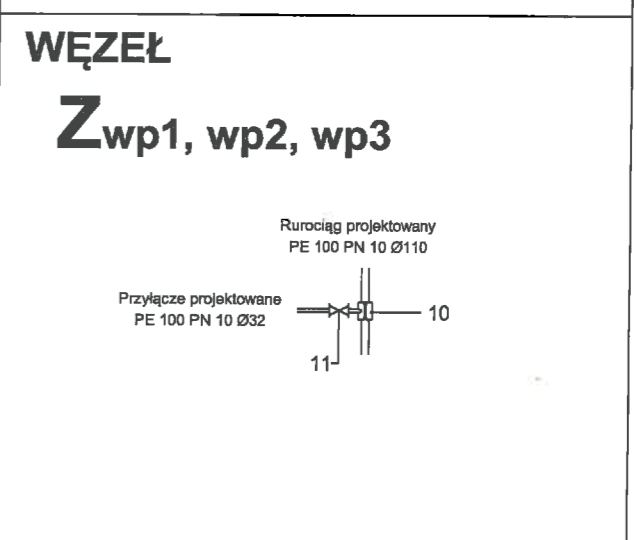 WĘZEŁ
Zwp1, wp2, wp3
Rurociąg projektowany
PE 100 PN 10 Ø110
Przyłącze projektowane
PE 100 PN 10 Ø32
10
11